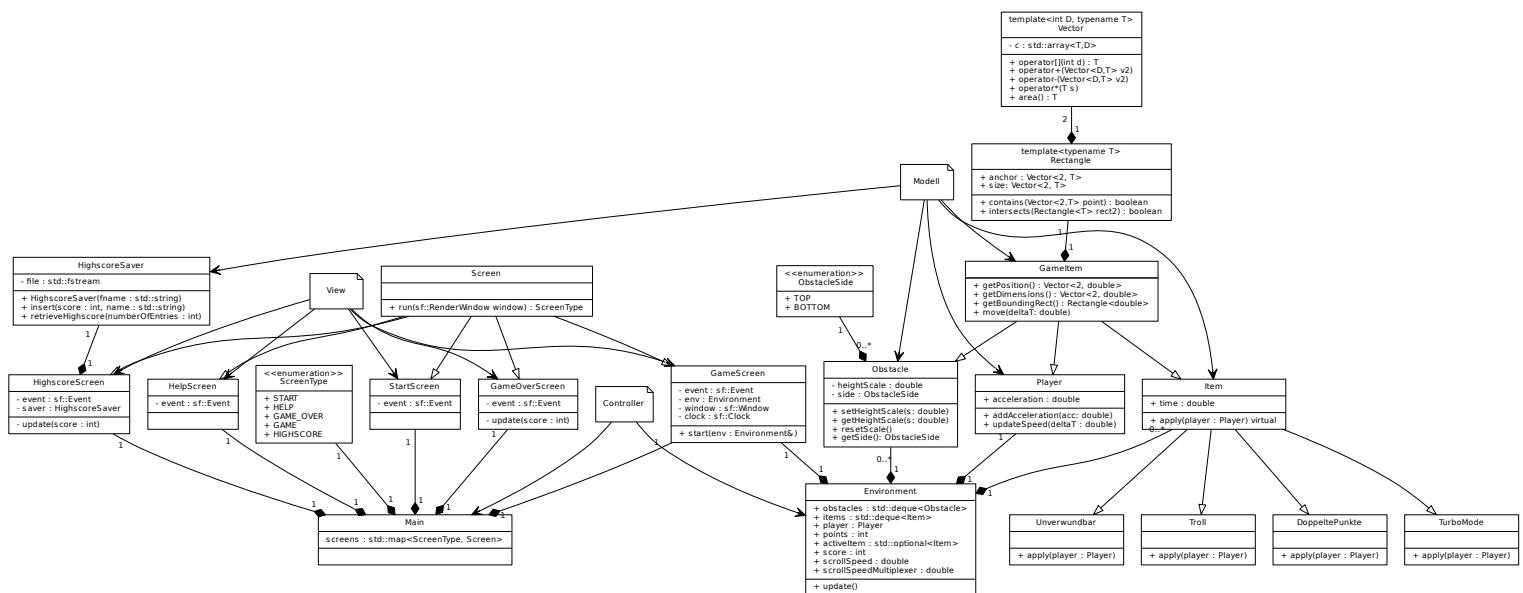 template<int D, typename T>
Vector
- c : std::array<T,D>
+ operator[](int d) : T
+ operator+(Vector<D,T> v2)
+ operator-(Vector<D,T> v2)
+ operator*(T s)
+ area() : T
2
1
template<typename T>
Rectangle
+ anchor : Vector<2, T>
+ size: Vector<2, T>
+ contains(Vector<2,T> point) : boolean
+ intersects(Rectangle<T> rect2) : boolean
1
1
Modell
HighscoreSaver
- file : std::fstream
+ HighscoreSaver(fname : std::string)
+ insert(score : int, name : std::string)
+ retrieveHighscore(numberOfEntries : int)
1
1
View
Screen
+ run(sf::RenderWindow window) : ScreenType
<<enumeration>>
ObstacleSide
+ TOP
+ BOTTOM
1
0..*
GameItem
+ getPosition() : Vector<2, double>
+ getDimensions() : Vector<2, double>
+ getBoundingRect() : Rectangle<double>
+ move(deltaT: double)
HighscoreScreen
- event : sf::Event
- saver : HighscoreSaver
- update(score : int)
1
HelpScreen
- event : sf::Event
1
<<enumeration>>
ScreenType
+ START
+ HELP
+ GAME_OVER
+ GAME
+ HIGHSCORE
1
StartScreen
- event : sf::Event
1
GameOverScreen
- event : sf::Event
- update(score : int)
1
Controller
GameScreen
- event : sf::Event
- env : Environment
- window : sf::Window
- clock : sf::Clock
+ start(env : Environment&)
1
1
Obstacle
- heightScale : double
- side : ObstacleSide
+ setHeightScale(s: double)
+ getHeightScale(s: double)
+ resetScale()
+ getSide(): ObstacleSide
0..*
Player
+ acceleration : double
+ addAcceleration(acc: double)
+ updateSpeed(deltaT : double)
1
Item
+ time : double
+ apply(player : Player) virtual
0..*
1
1
1
1
1
1
Main
screens : std::map<ScreenType, Screen>
1
1
1
1
Environment
+ obstacles : std::deque<Obstacle>
+ items : std::deque<Item>
+ player : Player
+ points : int
+ activeItem : std::optional<Item>
+ score : int
+ scrollSpeed : double
+ scrollSpeedMultiplexer : double
+ update()
Unverwundbar
+ apply(player : Player)
Troll
+ apply(player : Player)
DoppeltePunkte
+ apply(player : Player)
TurboMode
+ apply(player : Player)